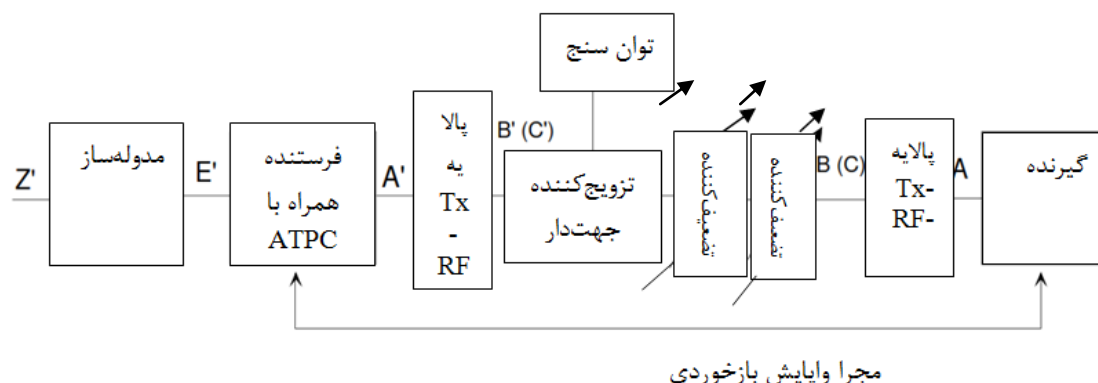 توان سنج
Z'
مدوله‌ساز
E'
فرستنده
همراه با
ATPC
A'
پالا
یه
Tx
-
RF
B' (C')
تزویج‌کننده
جهت‌دار
تضعیف‌کننده
تضعیف‌کننده
B (C)
پالایه
Tx-
RF-
A
گیرنده
مجرا وایایش بازخوردی